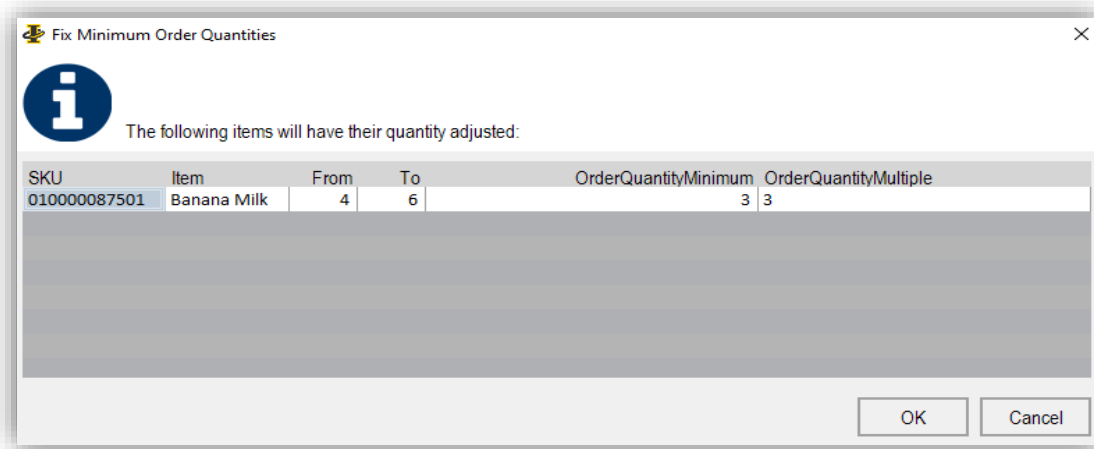 Fix Minimum Order Quantities
The following items will have their quantity adjusted:
SKU Item From To OrderQuantityMinimum OrderQuantityMultiple
010000087501 Banana Milk 4 6 3 3
OK Cancel